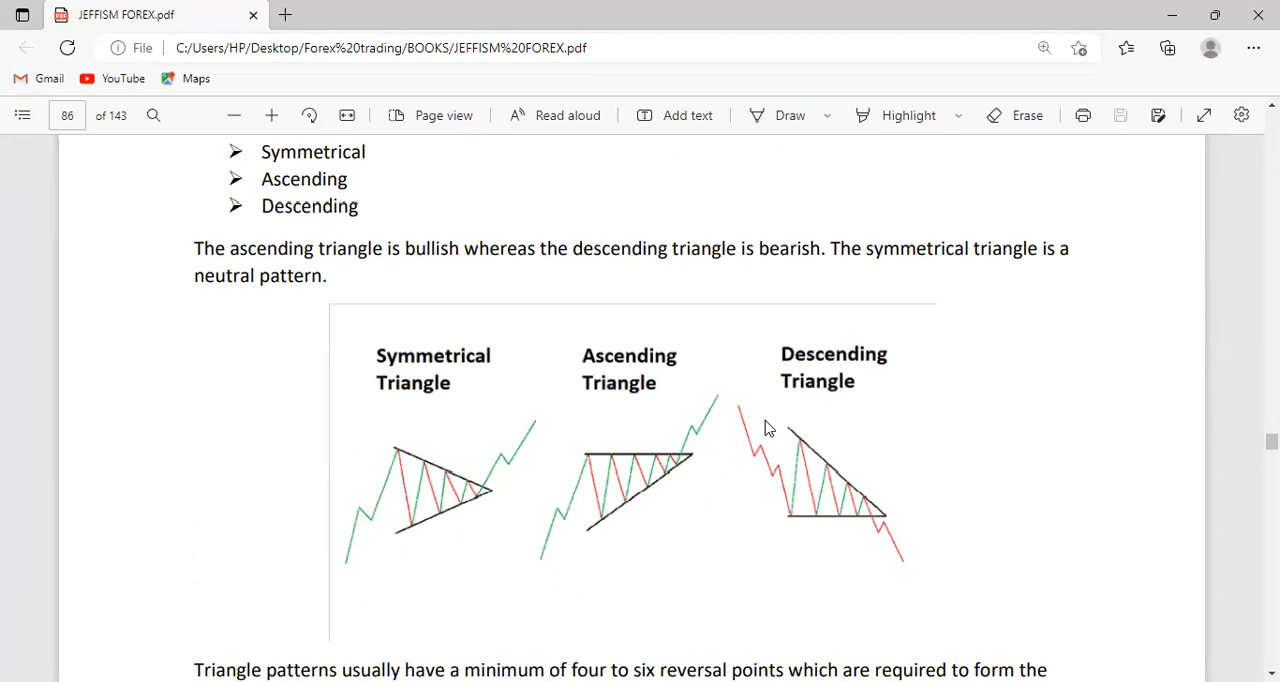 JEFFISM FOREX.pdf
File
C:/Users/HP/Desktop/Forex%20trading/BOOKS/JEFFISM%20FOREX.pdf
Gmail
YouTube
Maps
86 of 143
Page view
Read aloud
Add text
Draw
Highlight
Erase
➢ Symmetrical
➢ Ascending
➢ Descending
The ascending triangle is bullish whereas the descending triangle is bearish. The symmetrical triangle is a
neutral pattern.
Symmetrical
Triangle
Ascending
Triangle
Descending
Triangle
Triangle patterns usually have a minimum of four to six reversal points which are required to form the